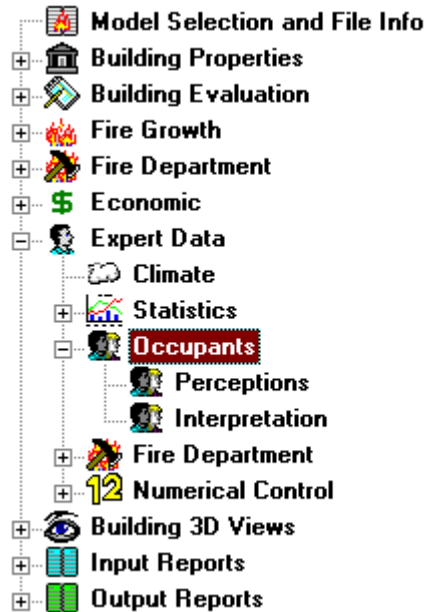 Model Selection and File Info
Building Properties
Building Evaluation
Fire Growth
Fire Department
$ Economic
Expert Data
Climate
Statistics
Occupants
Perceptions
Interpretation
Fire Department
12 Numerical Control
Building 3D Views
Input Reports
Output Reports